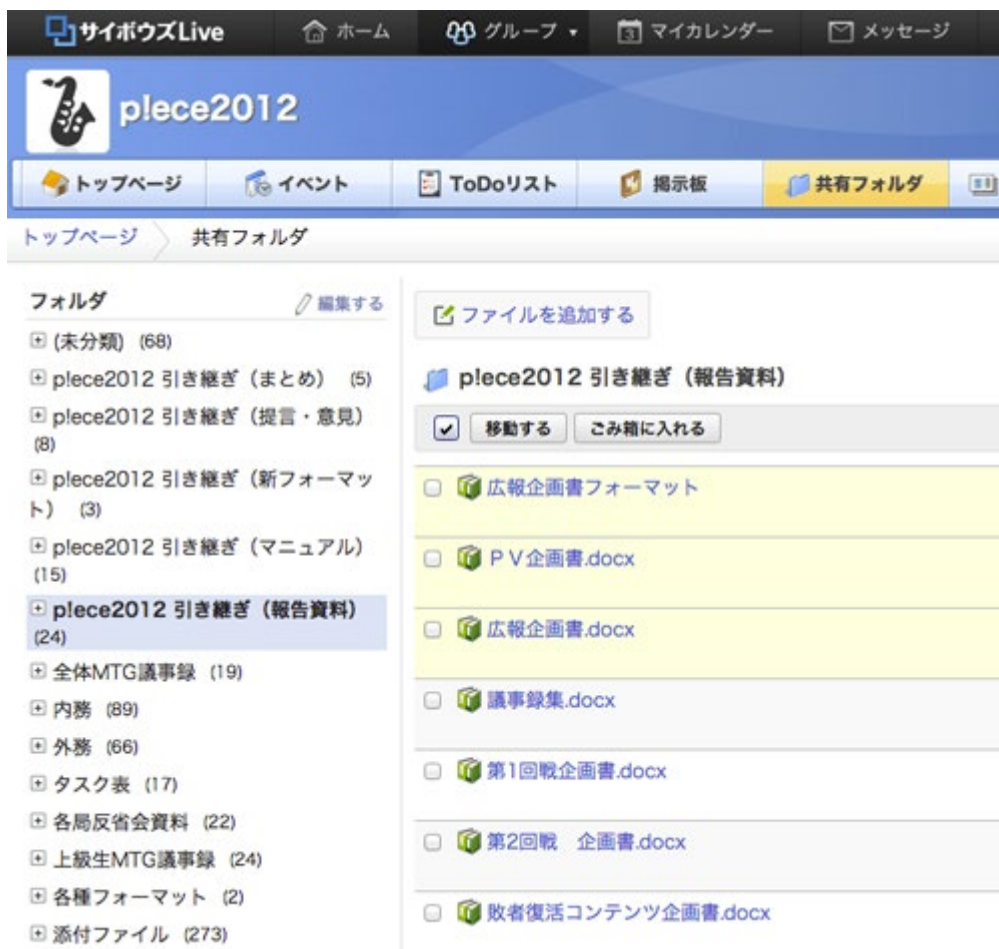 サイボウズLive ホーム グループ マイカレンダー メッセージ
p!ece2012
トップページ イベント ToDoリスト 掲示板 共有フォルダ
トップページ 共有フォルダ
フォルダ 編集する
(未分類) (68)
p!ece2012 引き継ぎ（まとめ） (5)
p!ece2012 引き継ぎ（提言・意見）
(8)
p!ece2012 引き継ぎ（新フォーマッ
ト） (3)
p!ece2012 引き継ぎ（マニュアル）
(15)
p!ece2012 引き継ぎ（報告資料）
(24)
全体MTG議事録 (19)
内務 (89)
外務 (66)
タスク表 (17)
各局反省会資料 (22)
上級生MTG議事録 (24)
各種フォーマット (2)
添付ファイル (273)
ファイルを追加する
p!ece2012 引き継ぎ（報告資料）
移動する ごみ箱に入れる
広報企画書フォーマット
ＰＶ企画書.docx
広報企画書.docx
議事録集.docx
第1回戦企画書.docx
第2回戦　企画書.docx
敗者復活コンテンツ企画書.docx